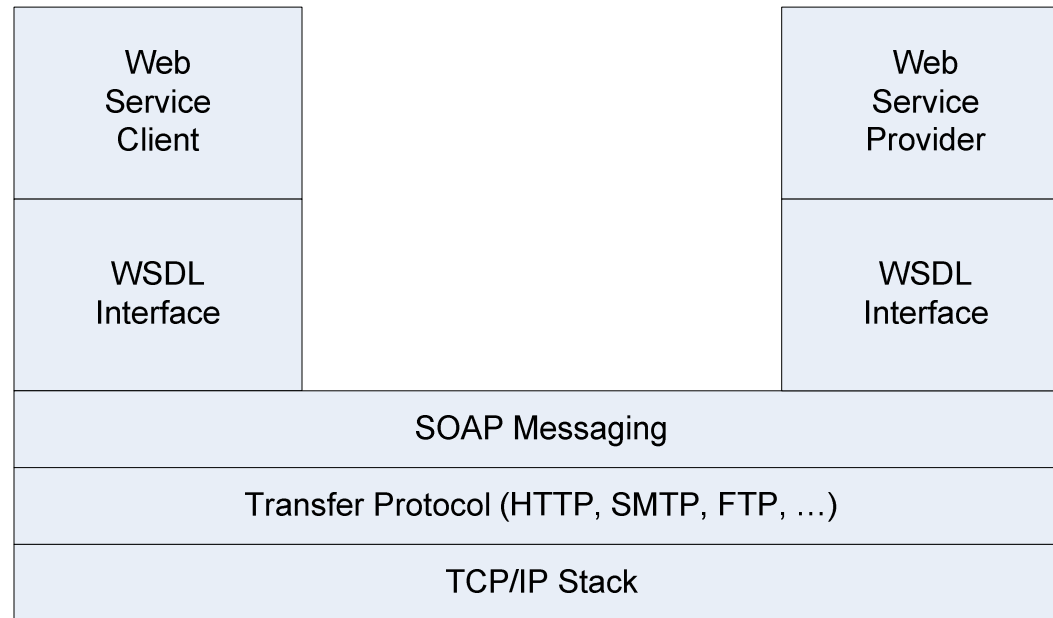 Web
Service
Client
Web
Service
Provider
WSDL
Interface
WSDL
Interface
SOAP Messaging
Transfer Protocol (HTTP, SMTP, FTP, …)
TCP/IP Stack